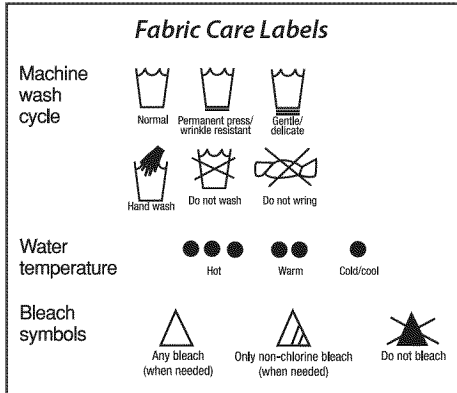 Fabric Care Labels
Machine
wash
cycle
Normal
Permanent press/
wrinkle resistant
Gentle/
delicate
Hand wash
Do not wash
Do not wring
Water
temperature
Hot
Warm
Cold/cool
Bleach
symbols
Any bleach
(when needed)
Only non-chlorine bleach
(when needed)
Do not bleach